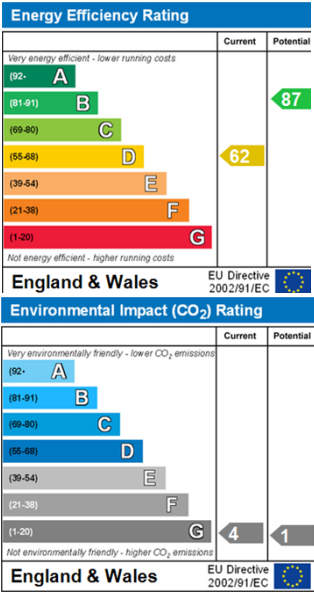 Energy Efficiency Rating
Current Potential
Very energy efficient - lower running costs
(92- A
(81-91) B
87
(69-80) C
(55-68) D
62
(39-54) E
(21-38) F
(1-20) G
Not energy efficient - higher running costs
England & Wales
EU Directive
2002/91/EC
Environmental Impact (CO2) Rating
Current Potential
Very environmentally friendly - lower CO2 emissions
(92- A
(81-91) B
(69-80) C
(55-68) D
(39-54) E
(21-38) F
(1-20) G
4 1
Not environmentally friendly - higher CO2 emissions
England & Wales
EU Directive
2002/91/EC